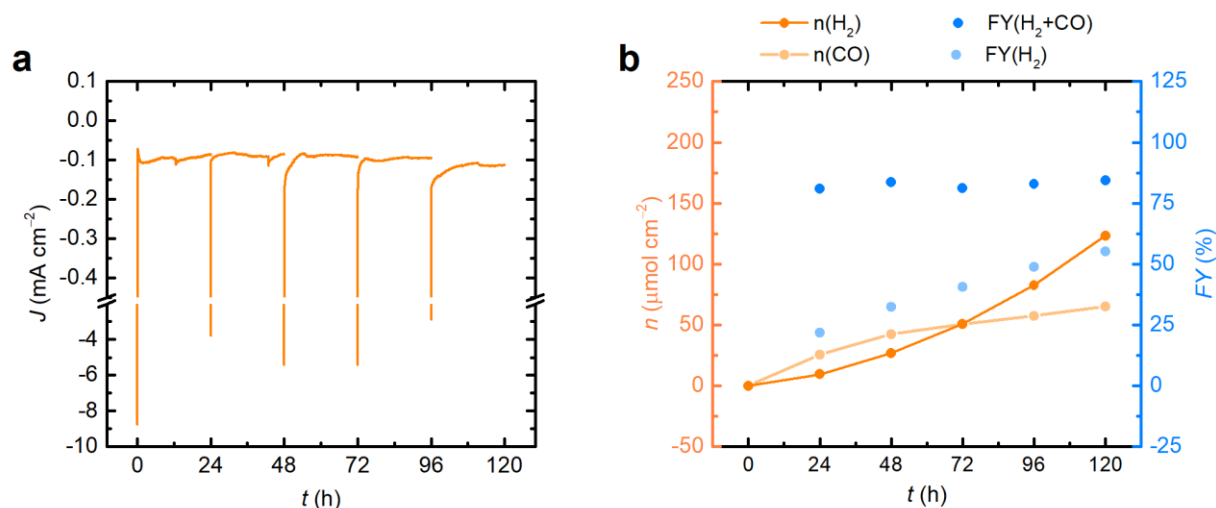 a
0.1
0.0
-0.1
-0.2
-0.3
-0.4
-4
-6
-8
-10
J (mA cm⁻²)
0 24 48 72 96 120
t (h)
b
n(H₂) FY(H₂+CO)
n(CO) FY(H₂)
250
200
150
100
50
0
-50
n (μmol cm⁻²)
125
100
75
50
25
0
-25
FY (%)
0 24 48 72 96 120
t (h)